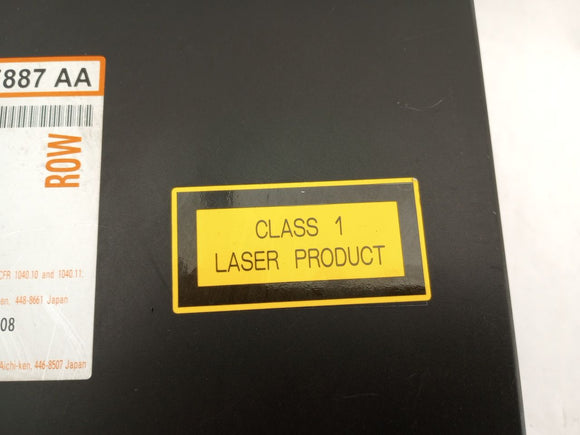 7887 AA
ROW
CFR 1040.10 and 1040.11.
448-8661 Japan
08
Aichi-ken, 446-8507 Japan
CLASS 1
LASER PRODUCT